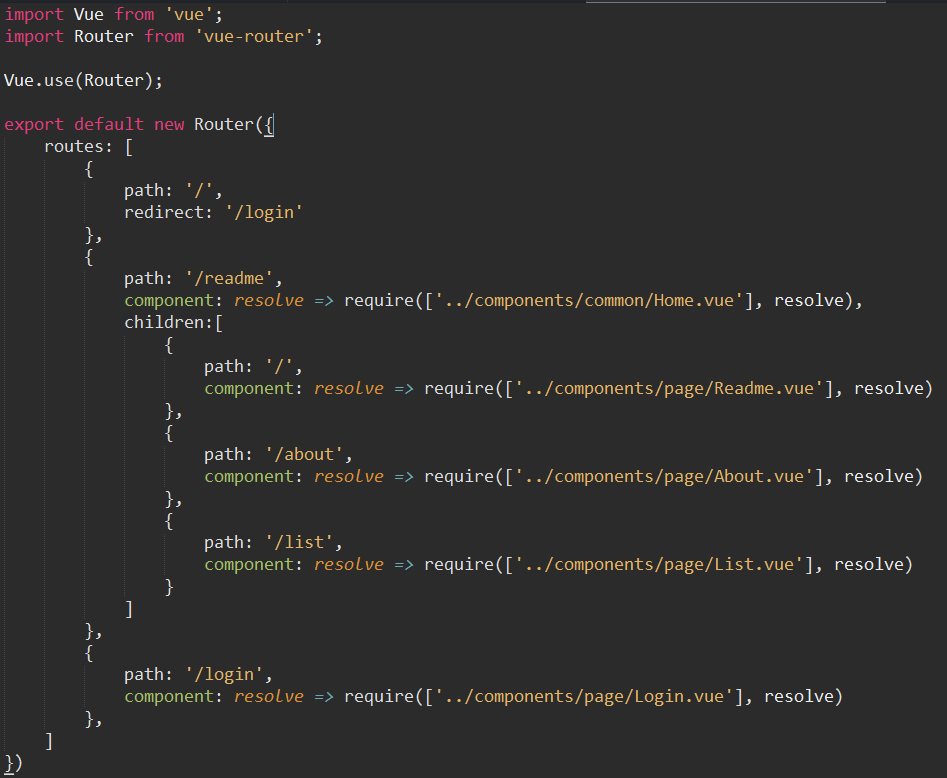 import Vue from 'vue';
import Router from 'vue-router';

Vue.use(Router);

export default new Router({
    routes: [
        {
            path: '/',
            redirect: '/login'
        },
        {
            path: '/readme',
            component: resolve => require(['../components/common/Home.vue'], resolve),
            children:[
                {
                    path: '/',
                    component: resolve => require(['../components/page/Readme.vue'], resolve)
                },
                {
                    path: '/about',
                    component: resolve => require(['../components/page/About.vue'], resolve)
                },
                {
                    path: '/list',
                    component: resolve => require(['../components/page/List.vue'], resolve)
                }
            ]
        },
        {
            path: '/login',
            component: resolve => require(['../components/page/Login.vue'], resolve)
        },
    ]
})